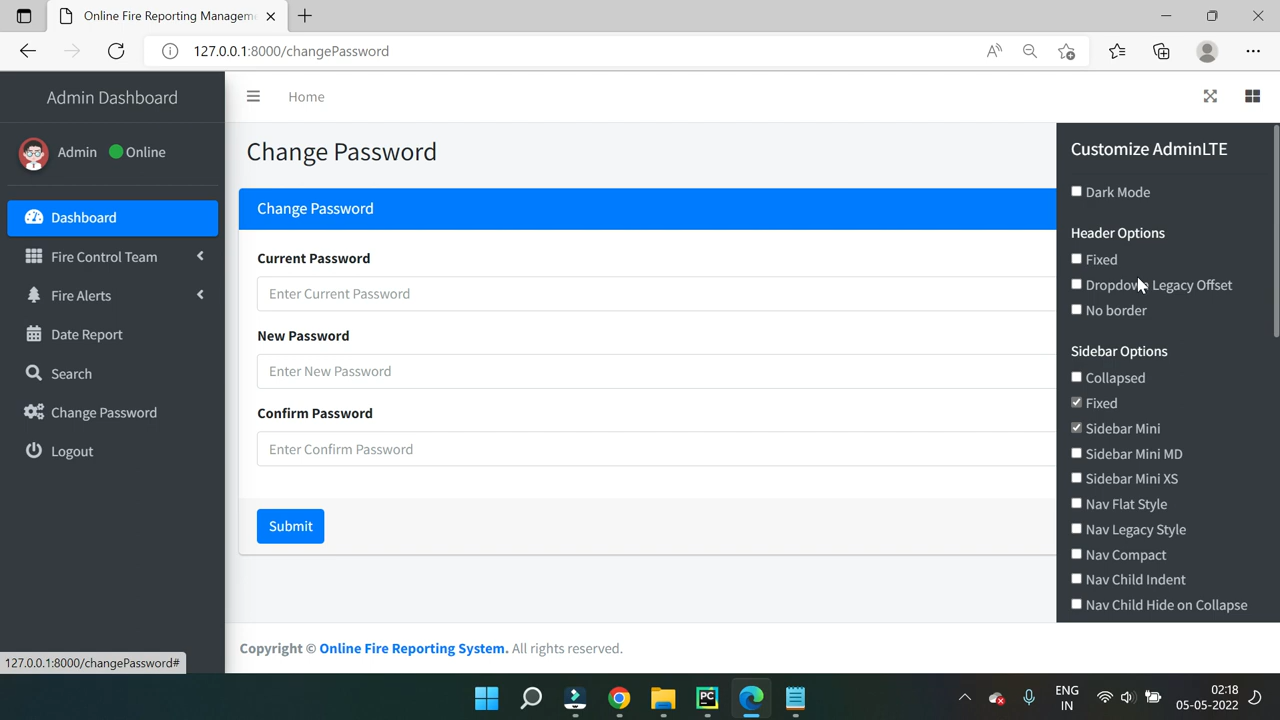 Online Fire Reporting Managem
127.0.0.1:8000/changePassword
Admin Dashboard
Home
Admin Online
Dashboard
Fire Control Team
Fire Alerts
Date Report
Search
Change Password
Logout
127.0.0.1:8000/changePassword#
Change Password
Change Password
Current Password
Enter Current Password
New Password
Enter New Password
Confirm Password
Enter Confirm Password
Submit
Customize AdminLTE
Dark Mode
Header Options
Fixed
Dropdown Legacy Offset
No border
Sidebar Options
Collapsed
Fixed
Sidebar Mini
Sidebar Mini MD
Sidebar Mini XS
Nav Flat Style
Nav Legacy Style
Nav Compact
Nav Child Indent
Nav Child Hide on Collapse
Copyright © Online Fire Reporting System. All rights reserved.
PC
ENG
IN
02:18
05-05-2022